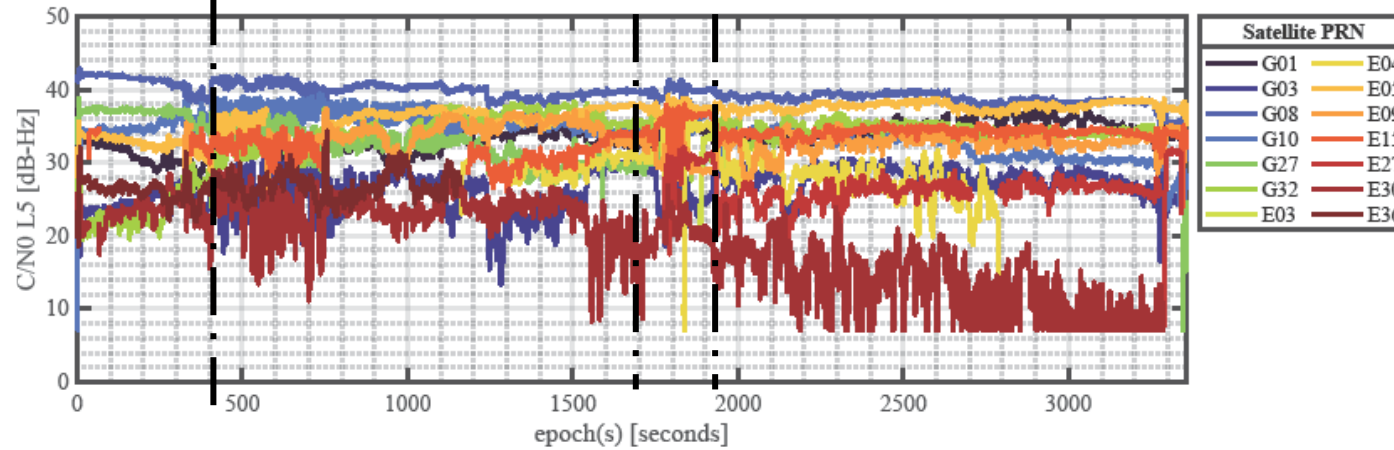 50
40
30
20
10
0
C/N0 L5 [dB-Hz]
0 500 1000 1500 2000 2500 3000
epoch(s) [seconds]
Satellite PRN
G01
G03 
G08
G10
G27
G32
E03